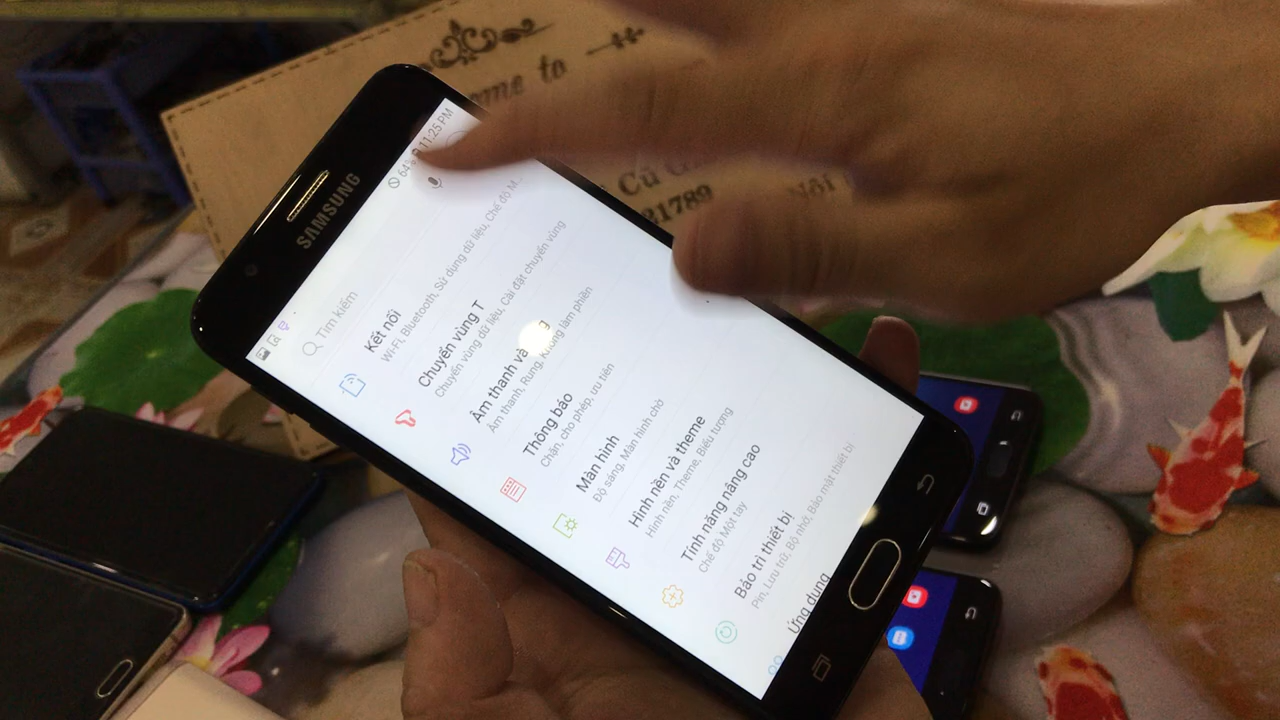 come to
Cũ G
21789
Nội
SAMSUNG
64% 11:25 PM
Tìm kiếm
Kết nối
Wi-Fi, Bluetooth, Sử dụng dữ liệu, Chế độ M...
Chuyển vùng T
Chuyển vùng dữ liệu, Cài đặt chuyển vùng
Âm thanh và
Âm thanh, Rung, Không làm phiền
Thông báo
Chặn, cho phép, ưu tiên
Màn hình
Độ sáng, Màn hình chờ
Hình nền và theme
Hình nền, Theme, Biểu tượng
Tính năng nâng cao
Chế độ Một tay
Bảo trì thiết bị
Pin, Lưu trữ, Bộ nhớ, Bảo mật thiết bị
Ứng dụng